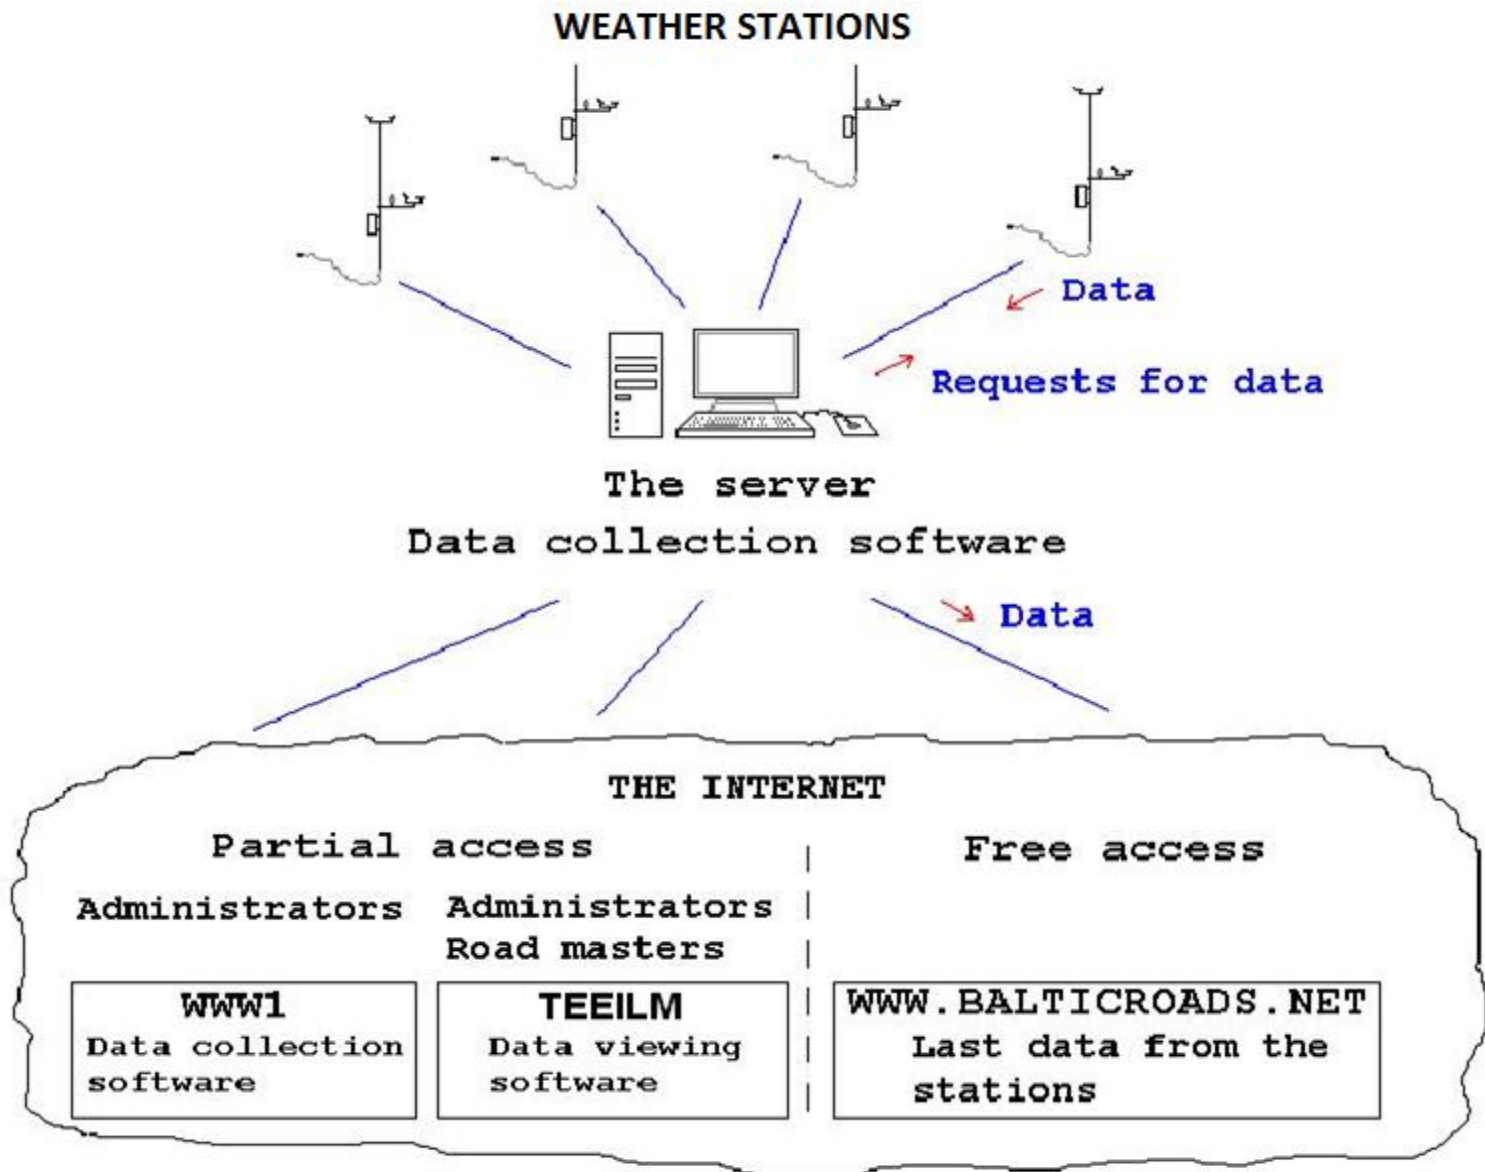 WEATHER STATIONS
Data
Requests for data
The server
Data collection software
Data
THE INTERNET
Partial access
Free access
Administrators
Administrators
Road masters
WWW1
Data collection
software
TEEILM
Data viewing
software
WWW.BALTICROADS.NET
Last data from the
stations